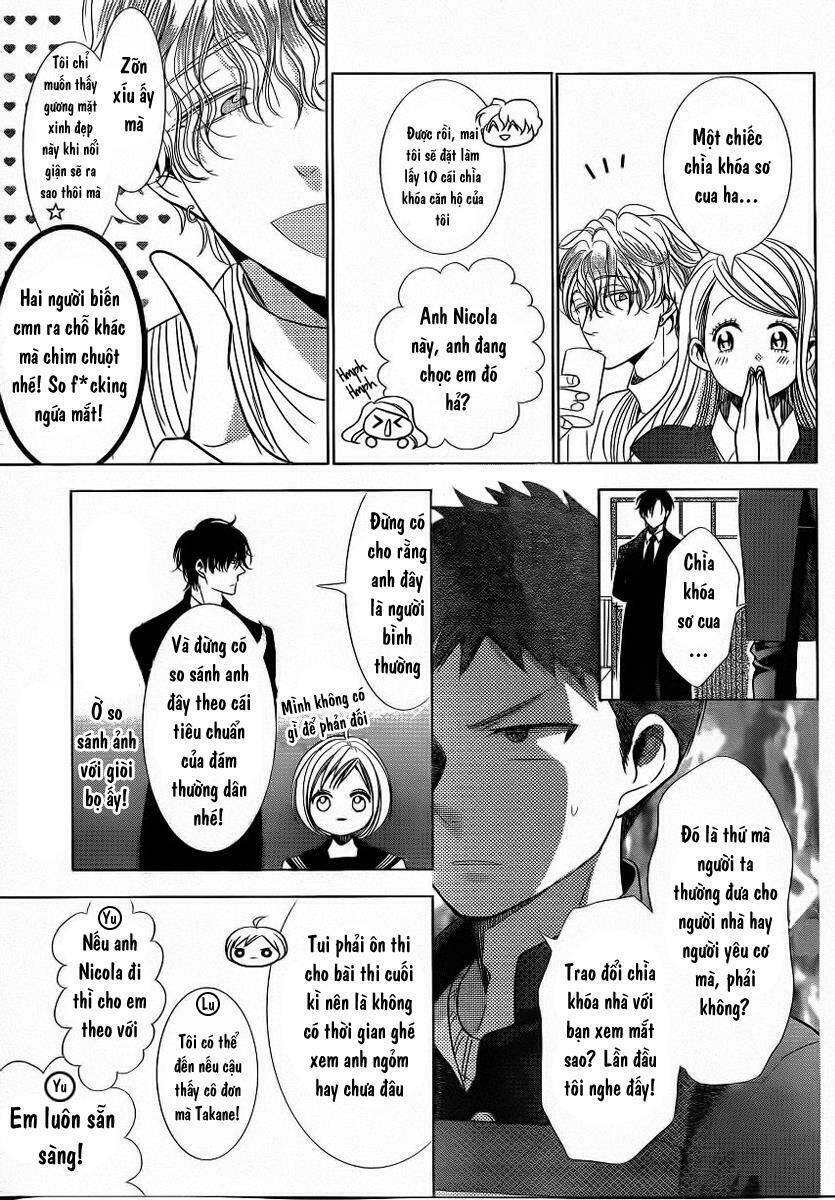 Một chiếc
chìa khóa sơ
cua ha...
Được rồi, mai
tôi sẽ đặt làm
lấy 10 cái chìa
khóa căn hộ của
tôi
Anh Nicola
này, anh đang
chọc em đó
hả?
Hmph
Hmph
Zỡn
xíu ấy
mà
Tôi chỉ
muốn thấy
gương mặt
xinh đẹp
này khi nổi
giận sẽ ra
sao thôi mà
☆
Hai người biến
cmn ra chỗ khác
mà chim chuột
nhé! So f*cking
ngứa mắt!
Chìa
khóa
sơ cua
...
Đó là thứ mà
người ta
thường đưa cho
người nhà hay
người yêu cơ
mà, phải
không?
Trao đổi chìa
khóa nhà với
bạn xem mắt
sao? Lần đầu
tôi nghe đấy!
Đừng có
cho rằng
anh đây
là người
bình
thường
Và đừng có
so sánh anh
đây theo cái
tiêu chuẩn
của đám
thường dân
nhé!
Mình không có
gì để phản đối
Ờ so
sánh ảnh
với giòi
bọ ấy!
Tui phải ôn thi
cho bài thi cuối
kì nên là không
có thời gian ghé
xem anh ngỏm
hay chưa đâu
Lu
Tôi có thể
đến nếu cậu
thấy cô đơn
mà Takane!
Yu
Nếu anh
Nicola đi
thì cho em
theo với
Yu
Em luôn sẵn
sàng!